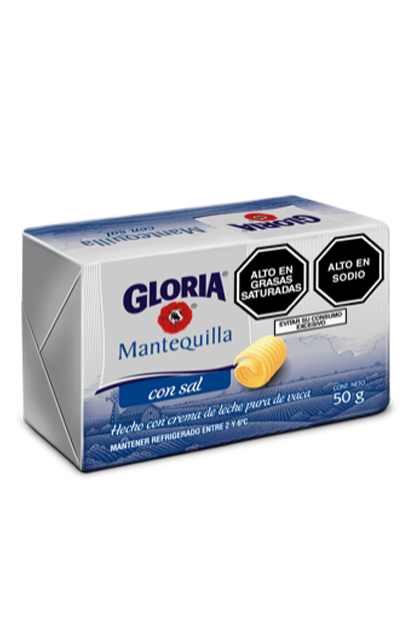 GLORIA
Mantequilla
con sal
GLORIA®
Mantequilla
con sal
Hecho con crema de leche pura de vaca
MANTENER REFRIGERADO ENTRE 2 Y 6°C
ALTO EN
GRASAS
SATURADAS
ALTO EN
SODIO
EVITAR SU CONSUMO
EXCESIVO
CONT. NETO
50 g